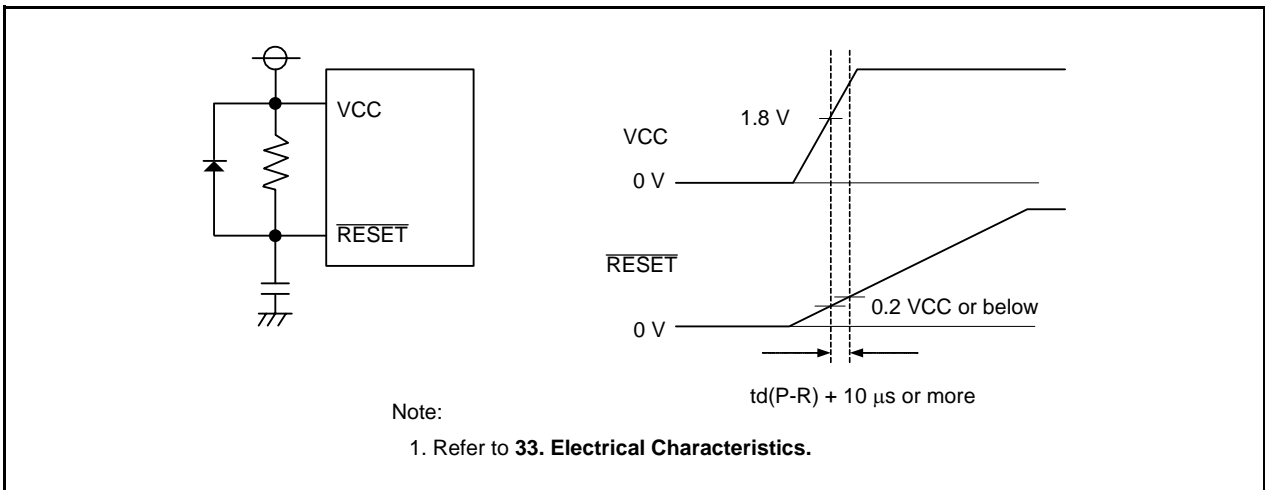 VCC
RESET
1.8 V
VCC
0 V
RESET
0.2 VCC or below
0 V
td(P-R) + 10 μs or more
Note:
1. Refer to 33. Electrical Characteristics.